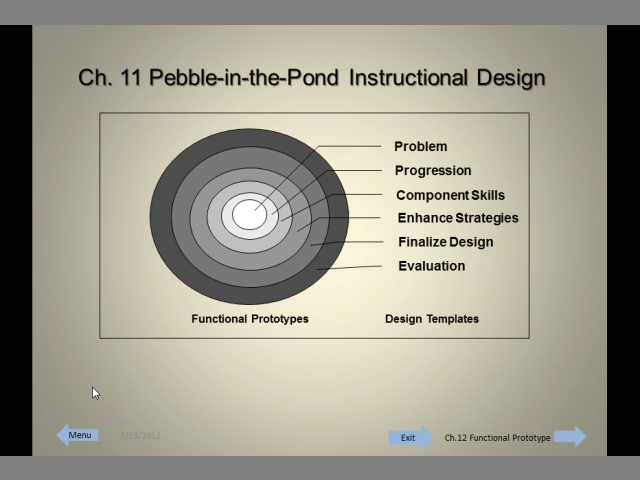 Ch. 11 Pebble-in-the-Pond Instructional Design
Problem
Progression
Component Skills
Enhance Strategies
Finalize Design
Evaluation
Functional Prototypes
Design Templates
Menu
5/23/2012
Exit
Ch.12 Functional Prototype